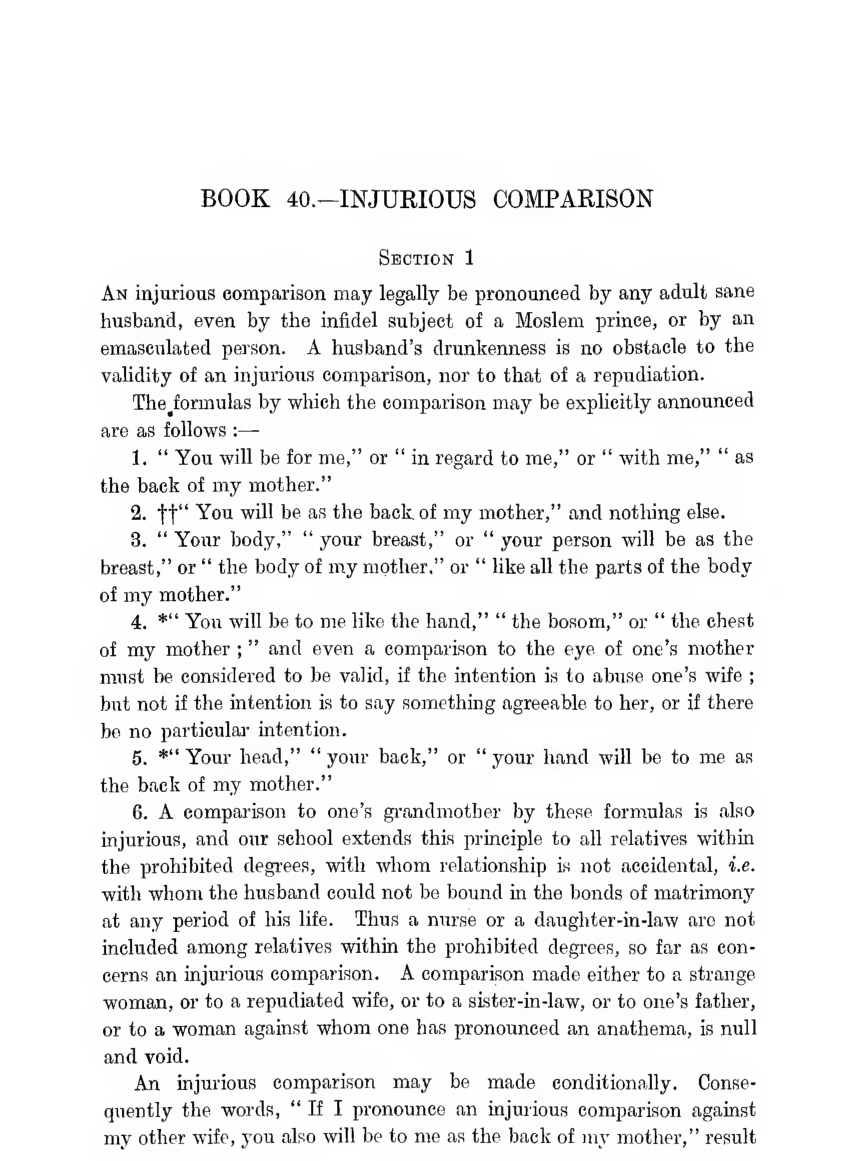 BOOK 40.—INJURIOUS COMPARISON
SECTION 1
AN injurious comparison may legally be pronounced by any adult sane
husband, even by the infidel subject of a Moslem prince, or by an
emasculated person. A husband's drunkenness is no obstacle to the
validity of an injurious comparison, nor to that of a repudiation.
The formulas by which the comparison may be explicitly announced
are as follows :—
1. " You will be for me," or " in regard to me," or " with me," " as
the back of my mother."
2. ††" You will be as the back of my mother," and nothing else.
3. " Your body," " your breast," or " your person will be as the
breast," or " the body of my mother," or " like all the parts of the body
of my mother."
4. *" You will be to me like the hand," " the bosom," or " the chest
of my mother ; " and even a comparison to the eye of one's mother
must be considered to be valid, if the intention is to abuse one's wife ;
but not if the intention is to say something agreeable to her, or if there
be no particular intention.
5. *" Your head," " your back," or " your hand will be to me as
the back of my mother."
6. A comparison to one's grandmother by these formulas is also
injurious, and our school extends this principle to all relatives within
the prohibited degrees, with whom relationship is not accidental, i.e.
with whom the husband could not be bound in the bonds of matrimony
at any period of his life. Thus a nurse or a daughter-in-law are not
included among relatives within the prohibited degrees, so far as con-
cerns an injurious comparison. A comparison made either to a strange
woman, or to a repudiated wife, or to a sister-in-law, or to one's father,
or to a woman against whom one has pronounced an anathema, is null
and void.
An injurious comparison may be made conditionally. Conse-
quently the words, " If I pronounce an injurious comparison against
my other wife, you also will be to me as the back of my mother," result